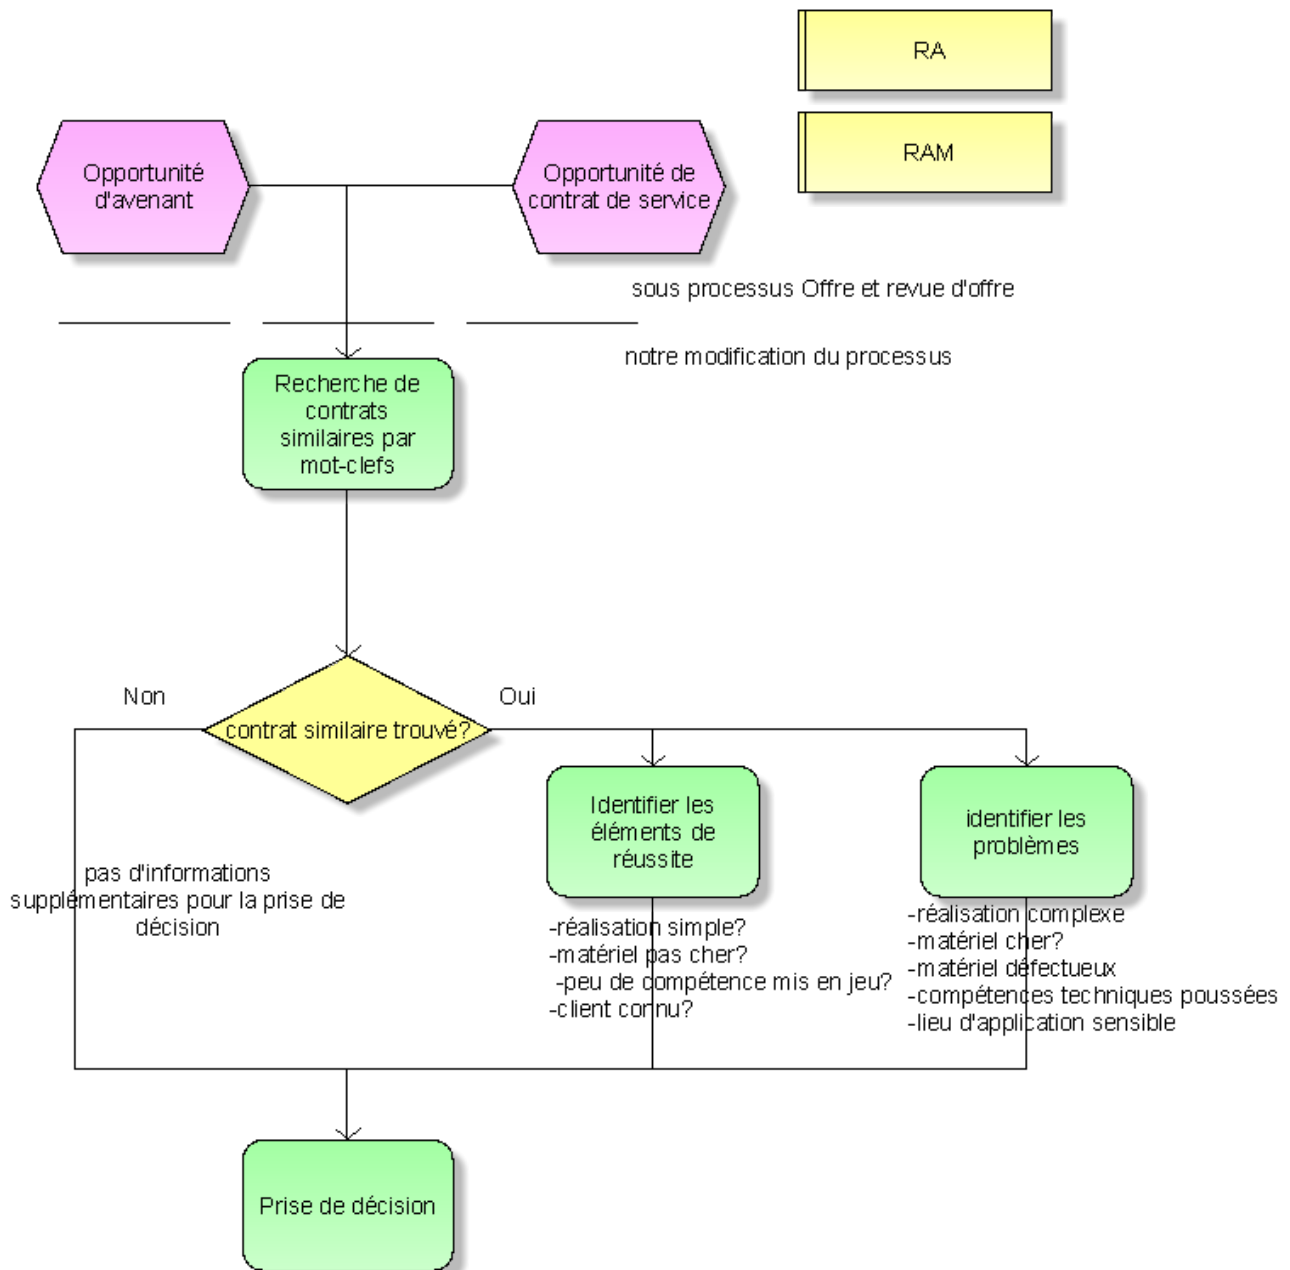 RA
RAM
Opportunité
d'avenant
Opportunité de
contrat de service
sous processus Offre et revue d'offre
notre modification du processus
Recherche de
contrats
similaires par
mot-clefs
Non
Oui
contrat similaire trouvé?
Identifier les
éléments de
réussite
identifier les
problèmes
pas d'informations
supplémentaires pour la prise de
décision
-réalisation simple?
-matériel pas cher?
-peu de compétence mis en jeu?
-client connu?
-réalisation complexe
-matériel cher?
-matériel défectueux
-compétences techniques poussées
-lieu d'application sensible
Prise de décision